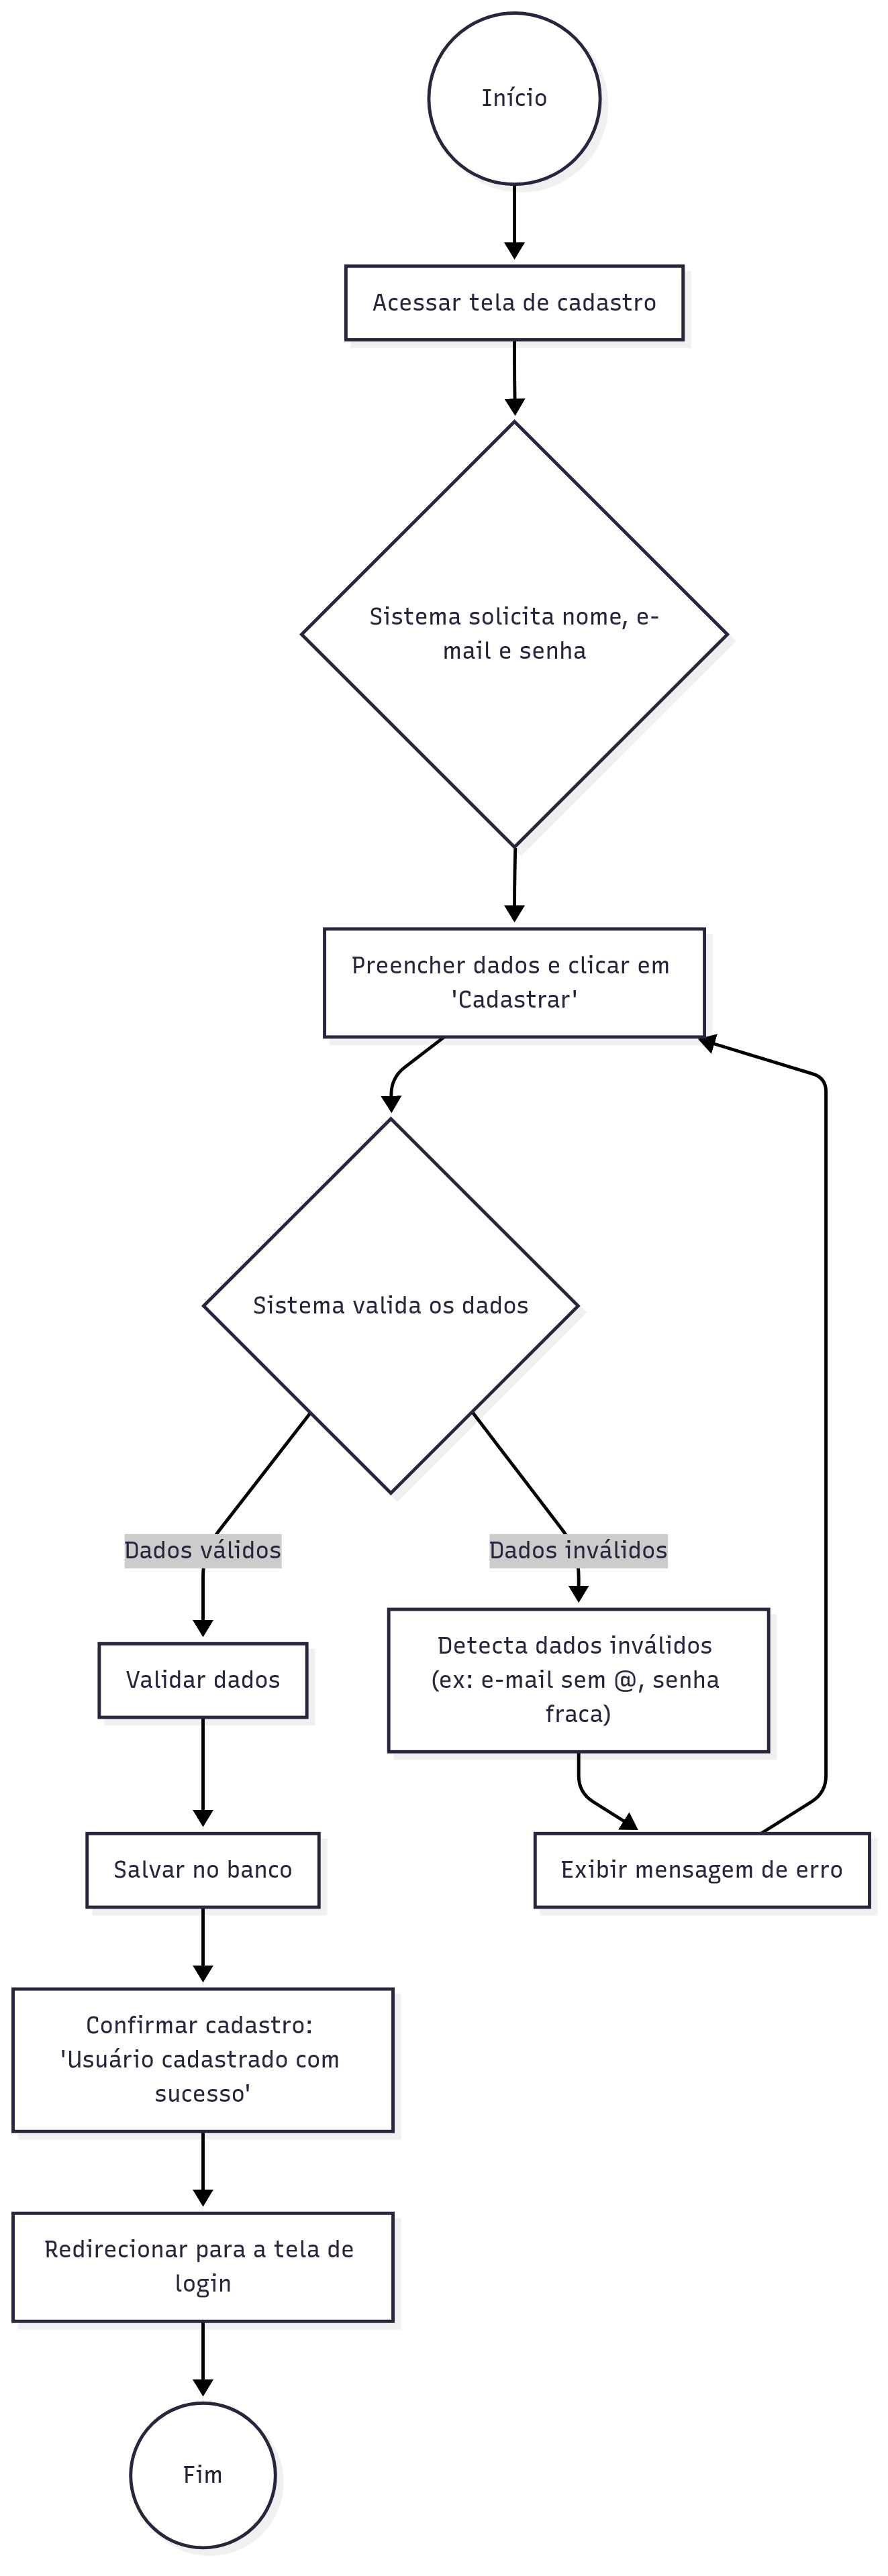 Início
Acessar tela de cadastro
Sistema solicita nome, e-
mail e senha
Preencher dados e clicar em
'Cadastrar'
Sistema valida os dados
Dados válidos
Dados inválidos
Validar dados
Detecta dados inválidos
(ex: e-mail sem @, senha
fraca)
Salvar no banco
Exibir mensagem de erro
Confirmar cadastro:
'Usuário cadastrado com
sucesso'
Redirecionar para a tela de
login
Fim